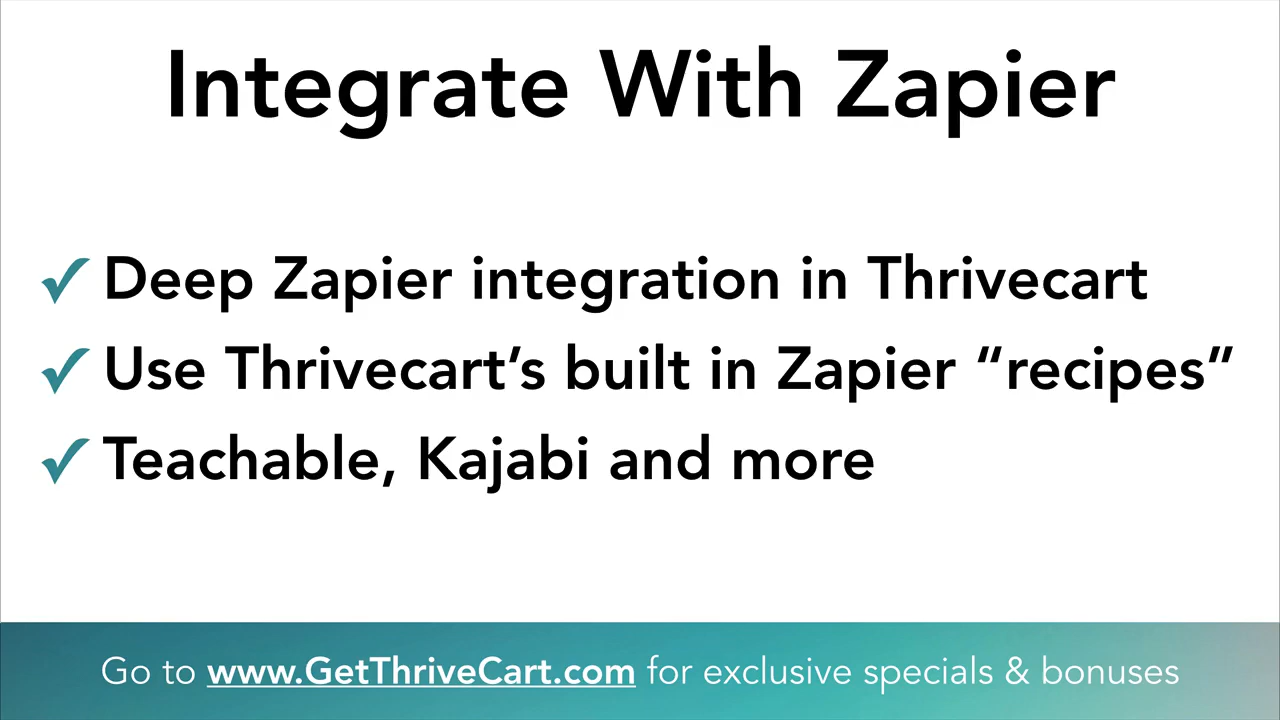 Integrate With Zapier
✓ Deep Zapier integration in Thrivecart
✓ Use Thrivecart’s built in Zapier “recipes”
✓ Teachable, Kajabi and more
Go to www.GetThriveCart.com for exclusive specials & bonuses